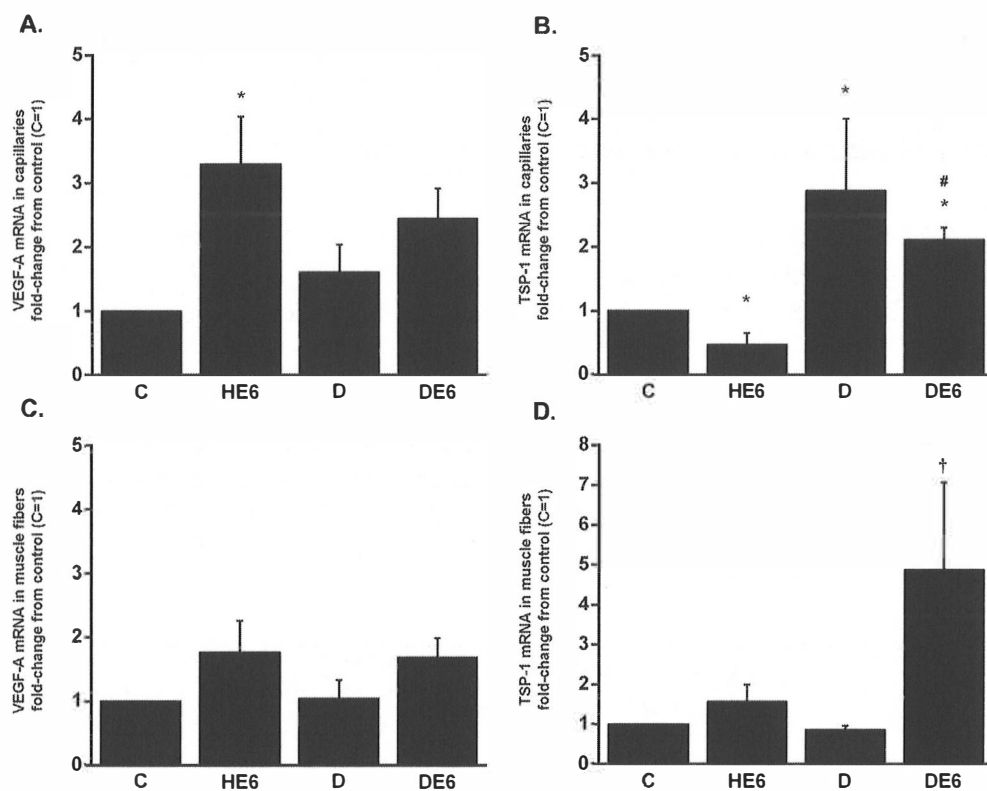 A.
VEGF-A mRNA in capillaries
fold-change from control (C=1)
5
4
3
2
1
0
*
C HE6 D DE6
B.
TSP-1 mRNA in capillaries
fold-change from control (C=1)
5
4
3
2
1
0
*
*
#
*
C HE6 D DE6
C.
VEGF-A mRNA in muscle fibers
fold-change from control (C=1)
5
4
3
2
1
0
C HE6 D DE6
D.
TSP-1 mRNA in muscle fibers
fold-change from control (C=1)
8
7
6
5
4
3
2
1
0
†
C HE6 D DE6